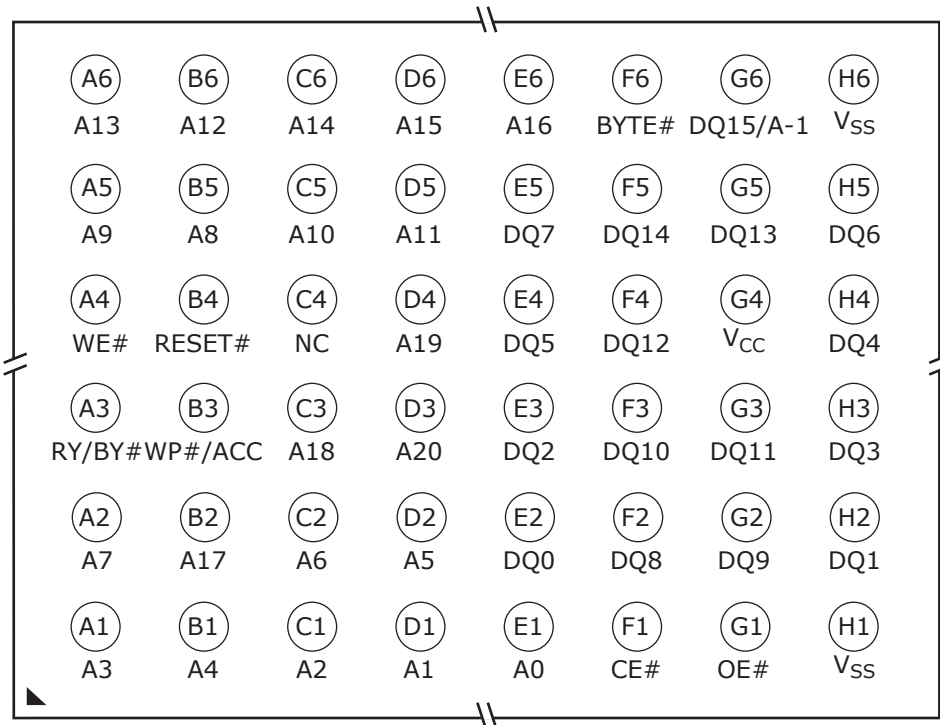 A6 B6 C6 D6 E6 F6 G6 H6
A13 A12 A14 A15 A16 BYTE# DQ15/A-1 VSS
A5 B5 C5 D5 E5 F5 G5 H5
A9 A8 A10 A11 DQ7 DQ14 DQ13 DQ6
A4 B4 C4 D4 E4 F4 G4 H4
WE# RESET# NC A19 DQ5 DQ12 VCC DQ4
A3 B3 C3 D3 E3 F3 G3 H3
RY/BY# WP#/ACC A18 A20 DQ2 DQ10 DQ11 DQ3
A2 B2 C2 D2 E2 F2 G2 H2
A7 A17 A6 A5 DQ0 DQ8 DQ9 DQ1
A1 B1 C1 D1 E1 F1 G1 H1
A3 A4 A2 A1 A0 CE# OE# VSS